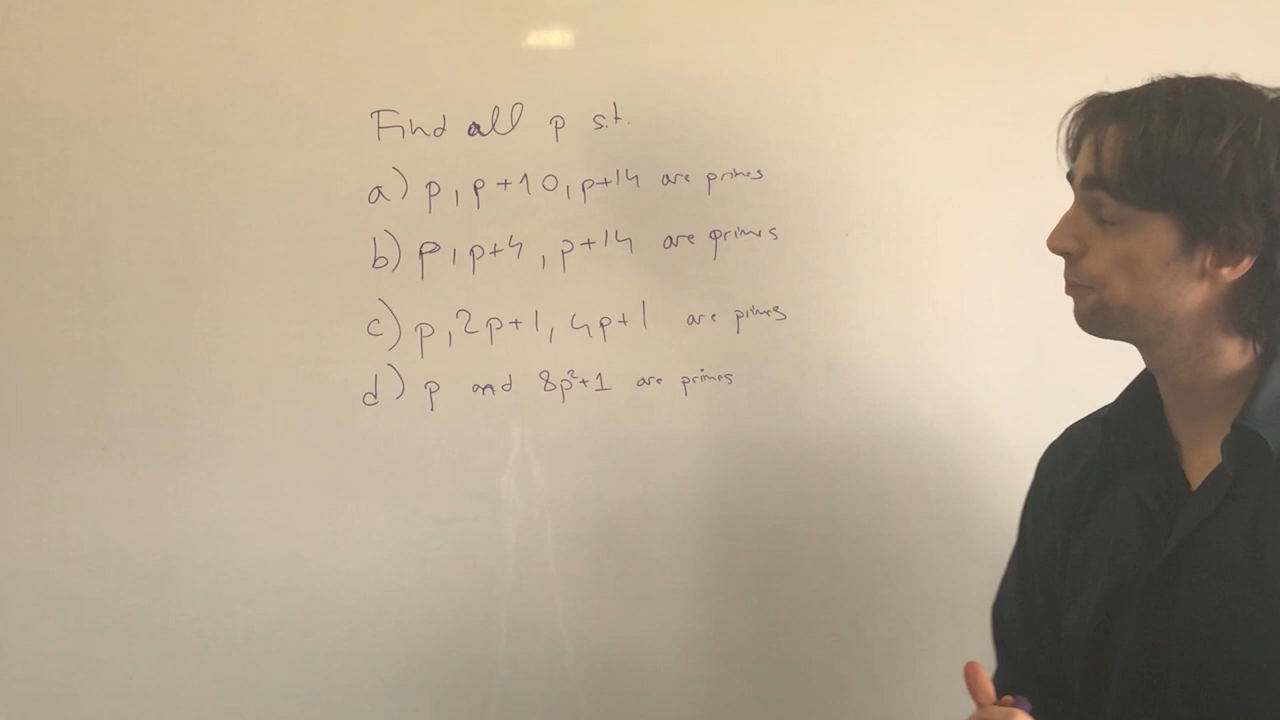 Find all p s.t.
a) p, p+10, p+14 are primes
b) p, p+4, p+14 are primes
c) p, 2p+1, 4p+1 are primes
d) p and 8p²+1 are primes